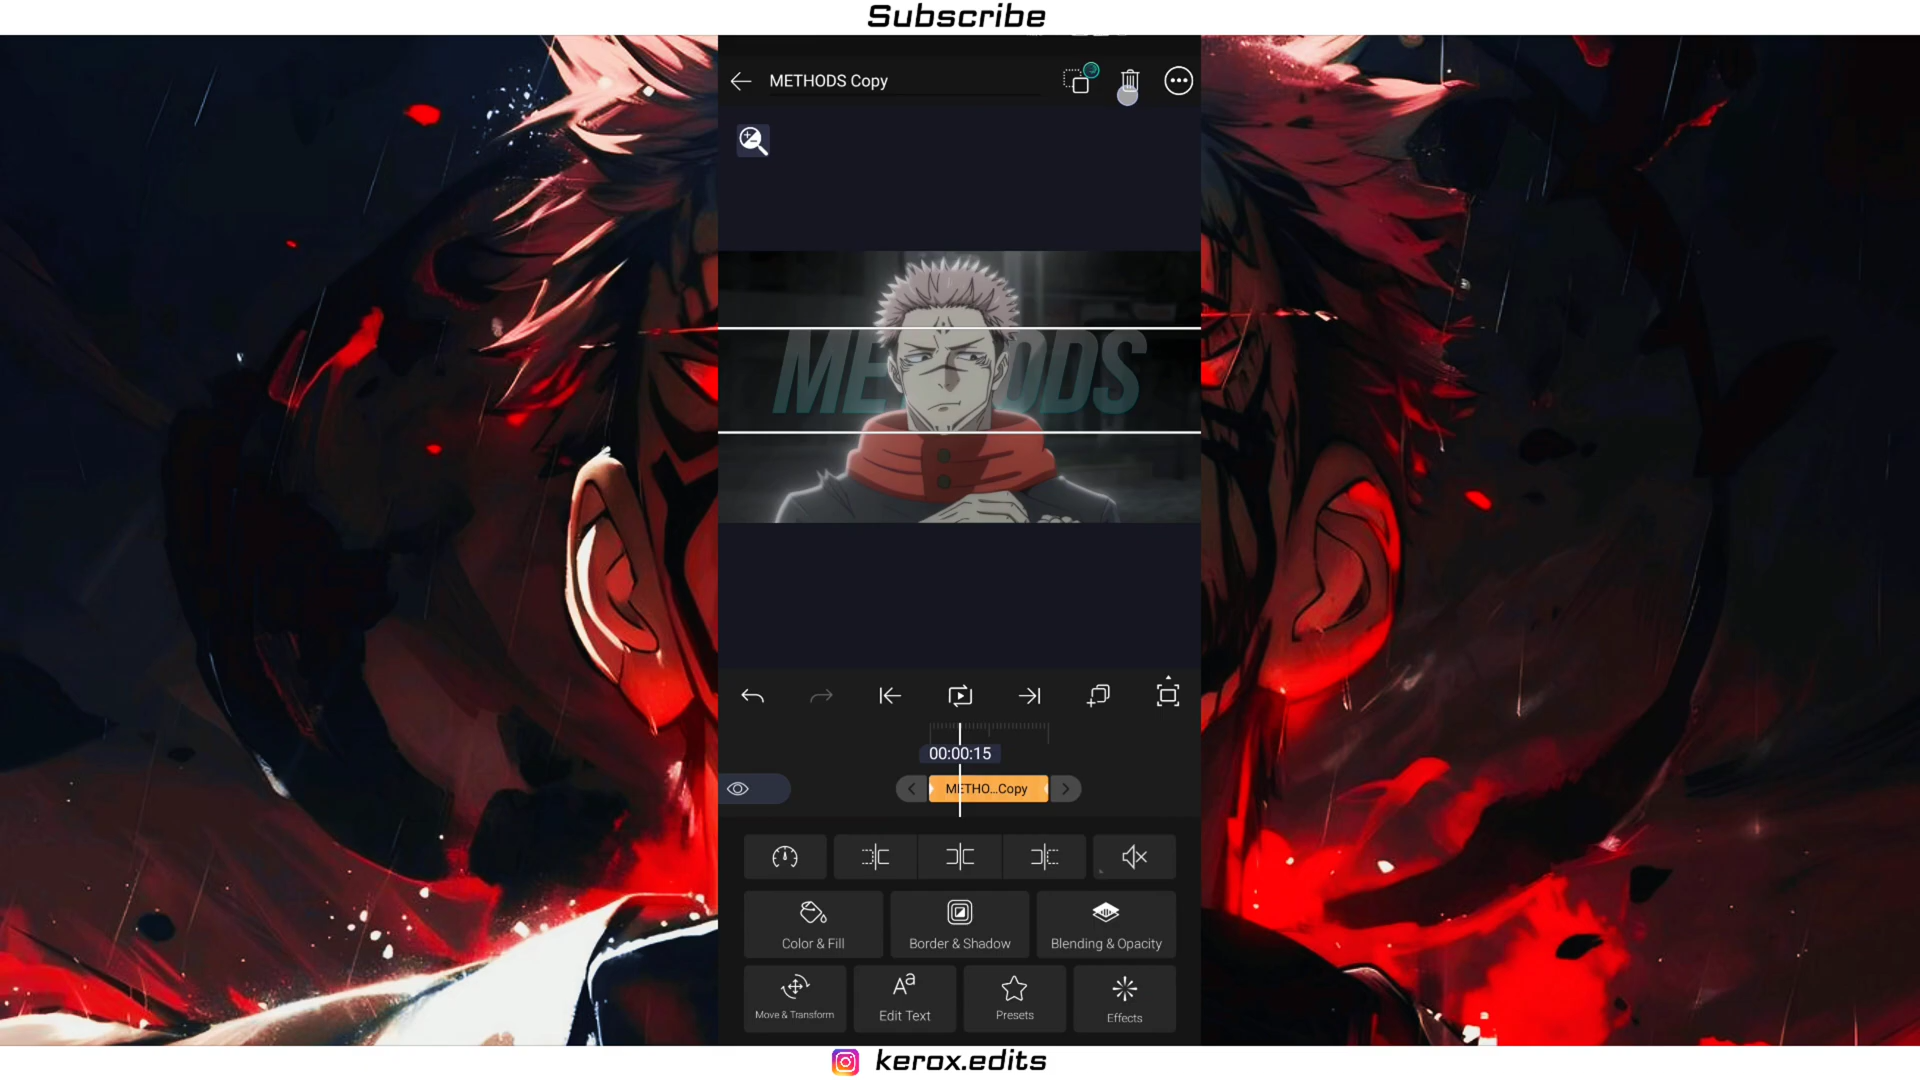 Subscribe
METHODS Copy
METHODS
00:00:15
METHO...Copy
Color & Fill
Border & Shadow
Blending & Opacity
Move & Transform
Aa
Edit Text
Presets
Effects
kerox.edits